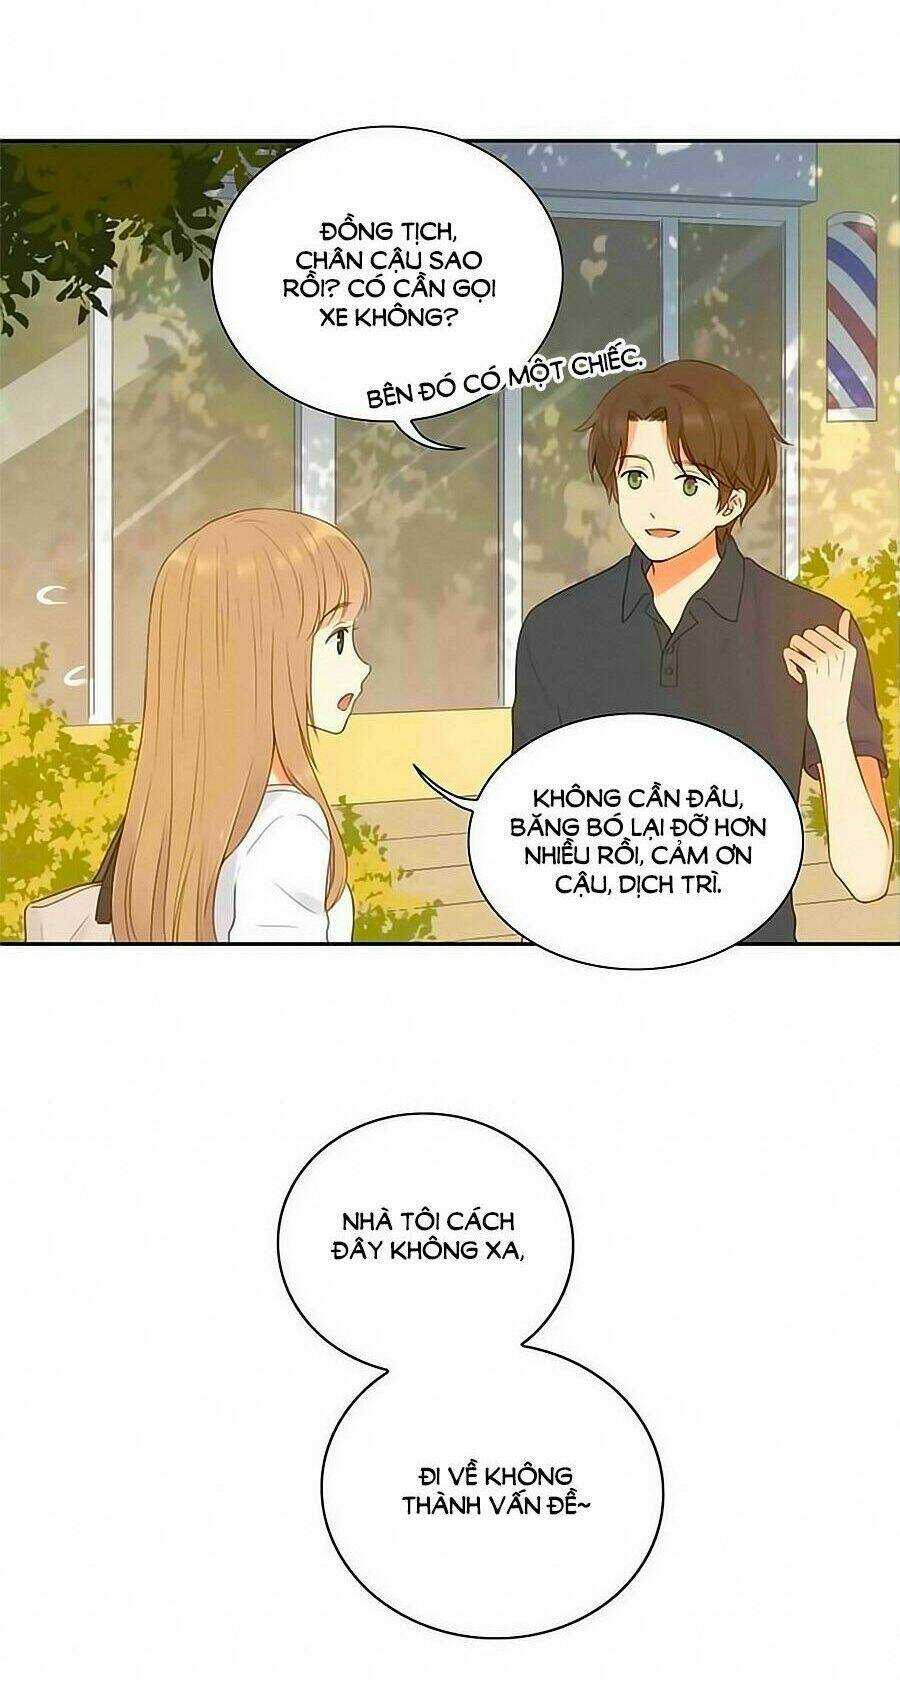 ĐỒNG TỊCH,
CHÂN CẬU SAO
RỒI? CÓ CẦN GỌI
XE KHÔNG?
BÊN ĐÓ CÓ MỘT CHIẾC.
KHÔNG CẦN ĐÂU,
BĂNG BÓ LẠI ĐỠ HƠN
NHIỀU RỒI, CẢM ƠN
CẬU, DỊCH TRÌ.
NHÀ TÔI CÁCH
ĐÂY KHÔNG XA,
ĐI VỀ KHÔNG
THÀNH VẤN ĐỀ~